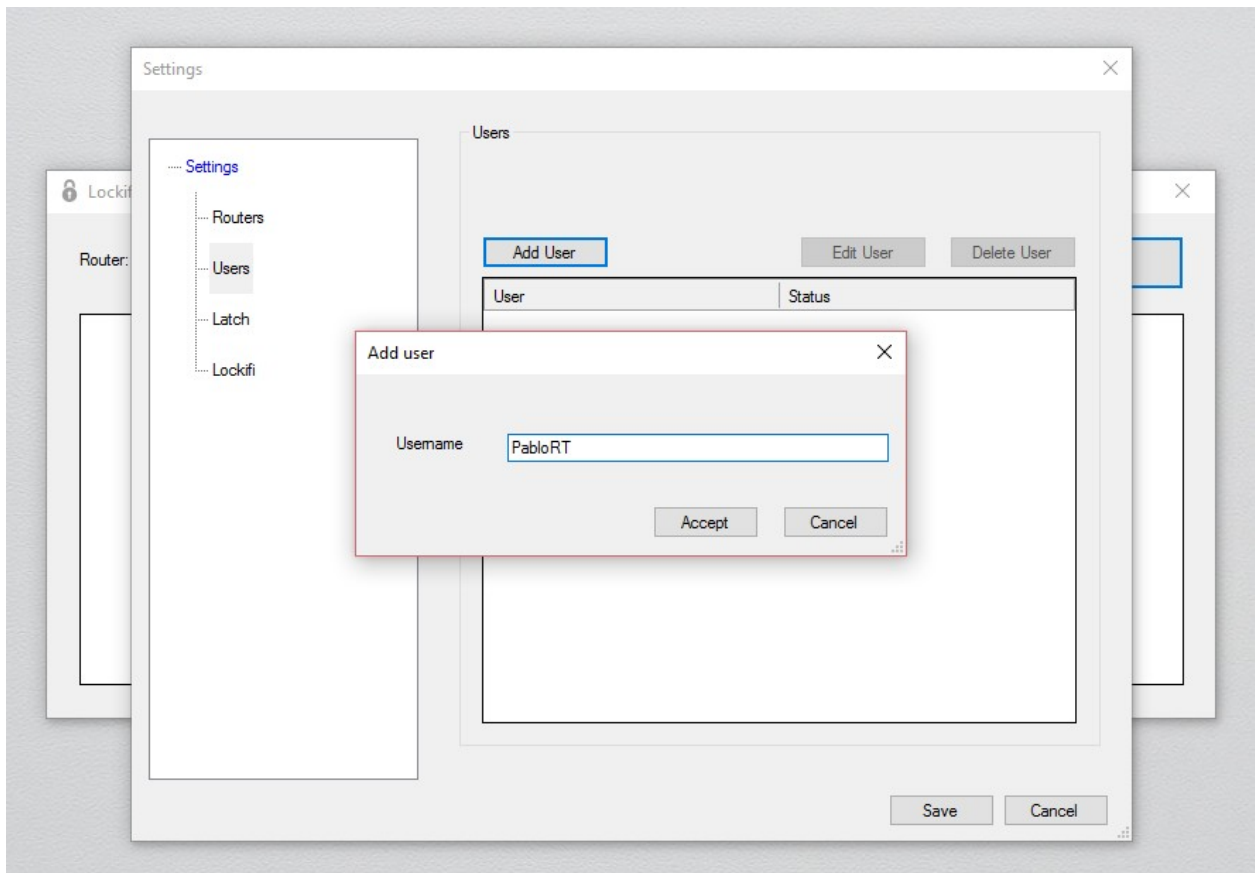 Settings
Users
Settings
Routers
Users
Latch
Lockifi
Add User
Edit User
Delete User
User Status
Router:
Add user
Username PabloRT
Accept Cancel
Save Cancel